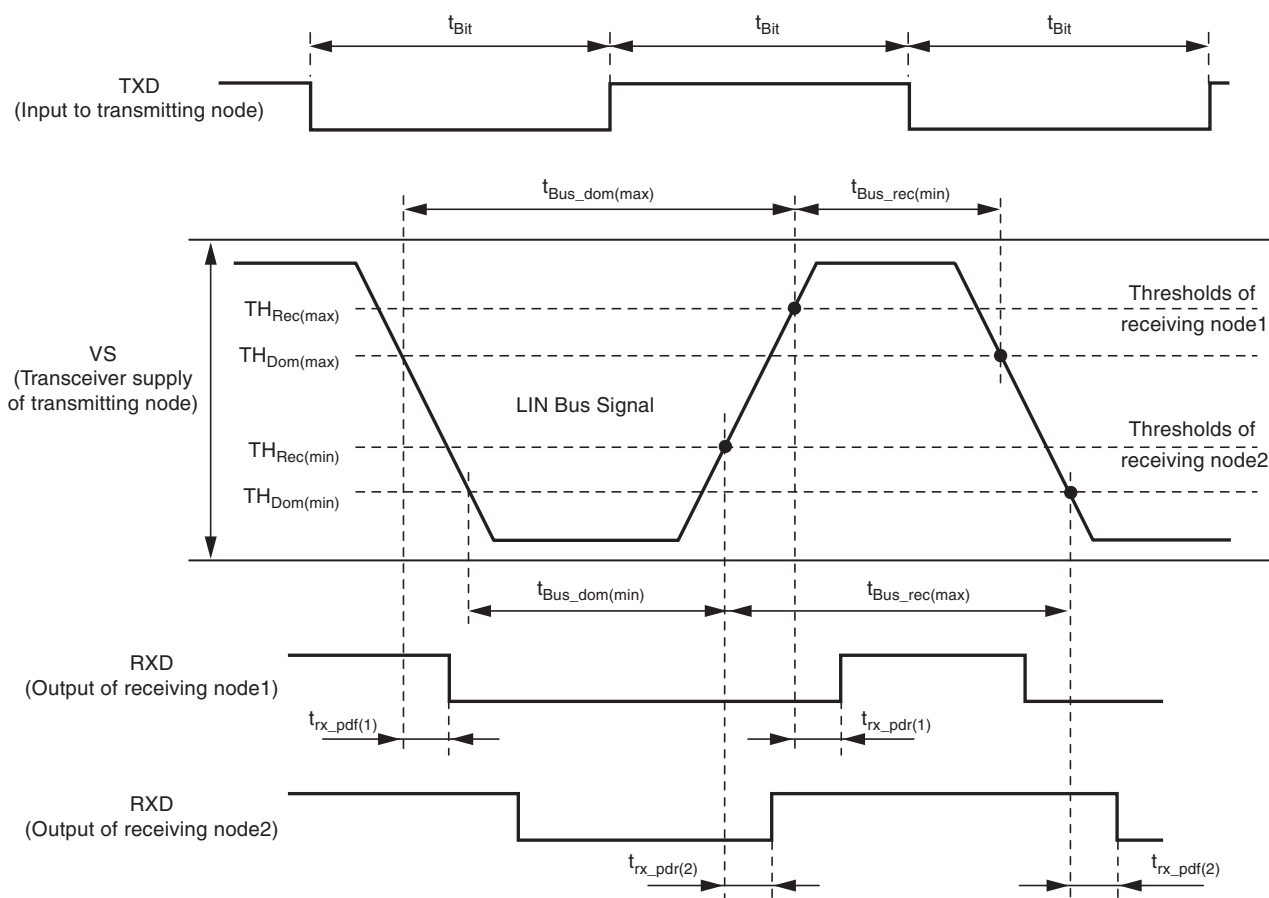 tBit
tBit
tBit
TXD
(Input to transmitting node)
tBus_dom(max)
tBus_rec(min)
THRec(max)
Thresholds of
receiving node1
THDom(max)
VS
(Transceiver supply
of transmitting node)
LIN Bus Signal
THRec(min)
Thresholds of
receiving node2
THDom(min)
tBus_dom(min)
tBus_rec(max)
RXD
(Output of receiving node1)
trx_pdf(1)
trx_pdr(1)
RXD
(Output of receiving node2)
trx_pdr(2)
trx_pdf(2)